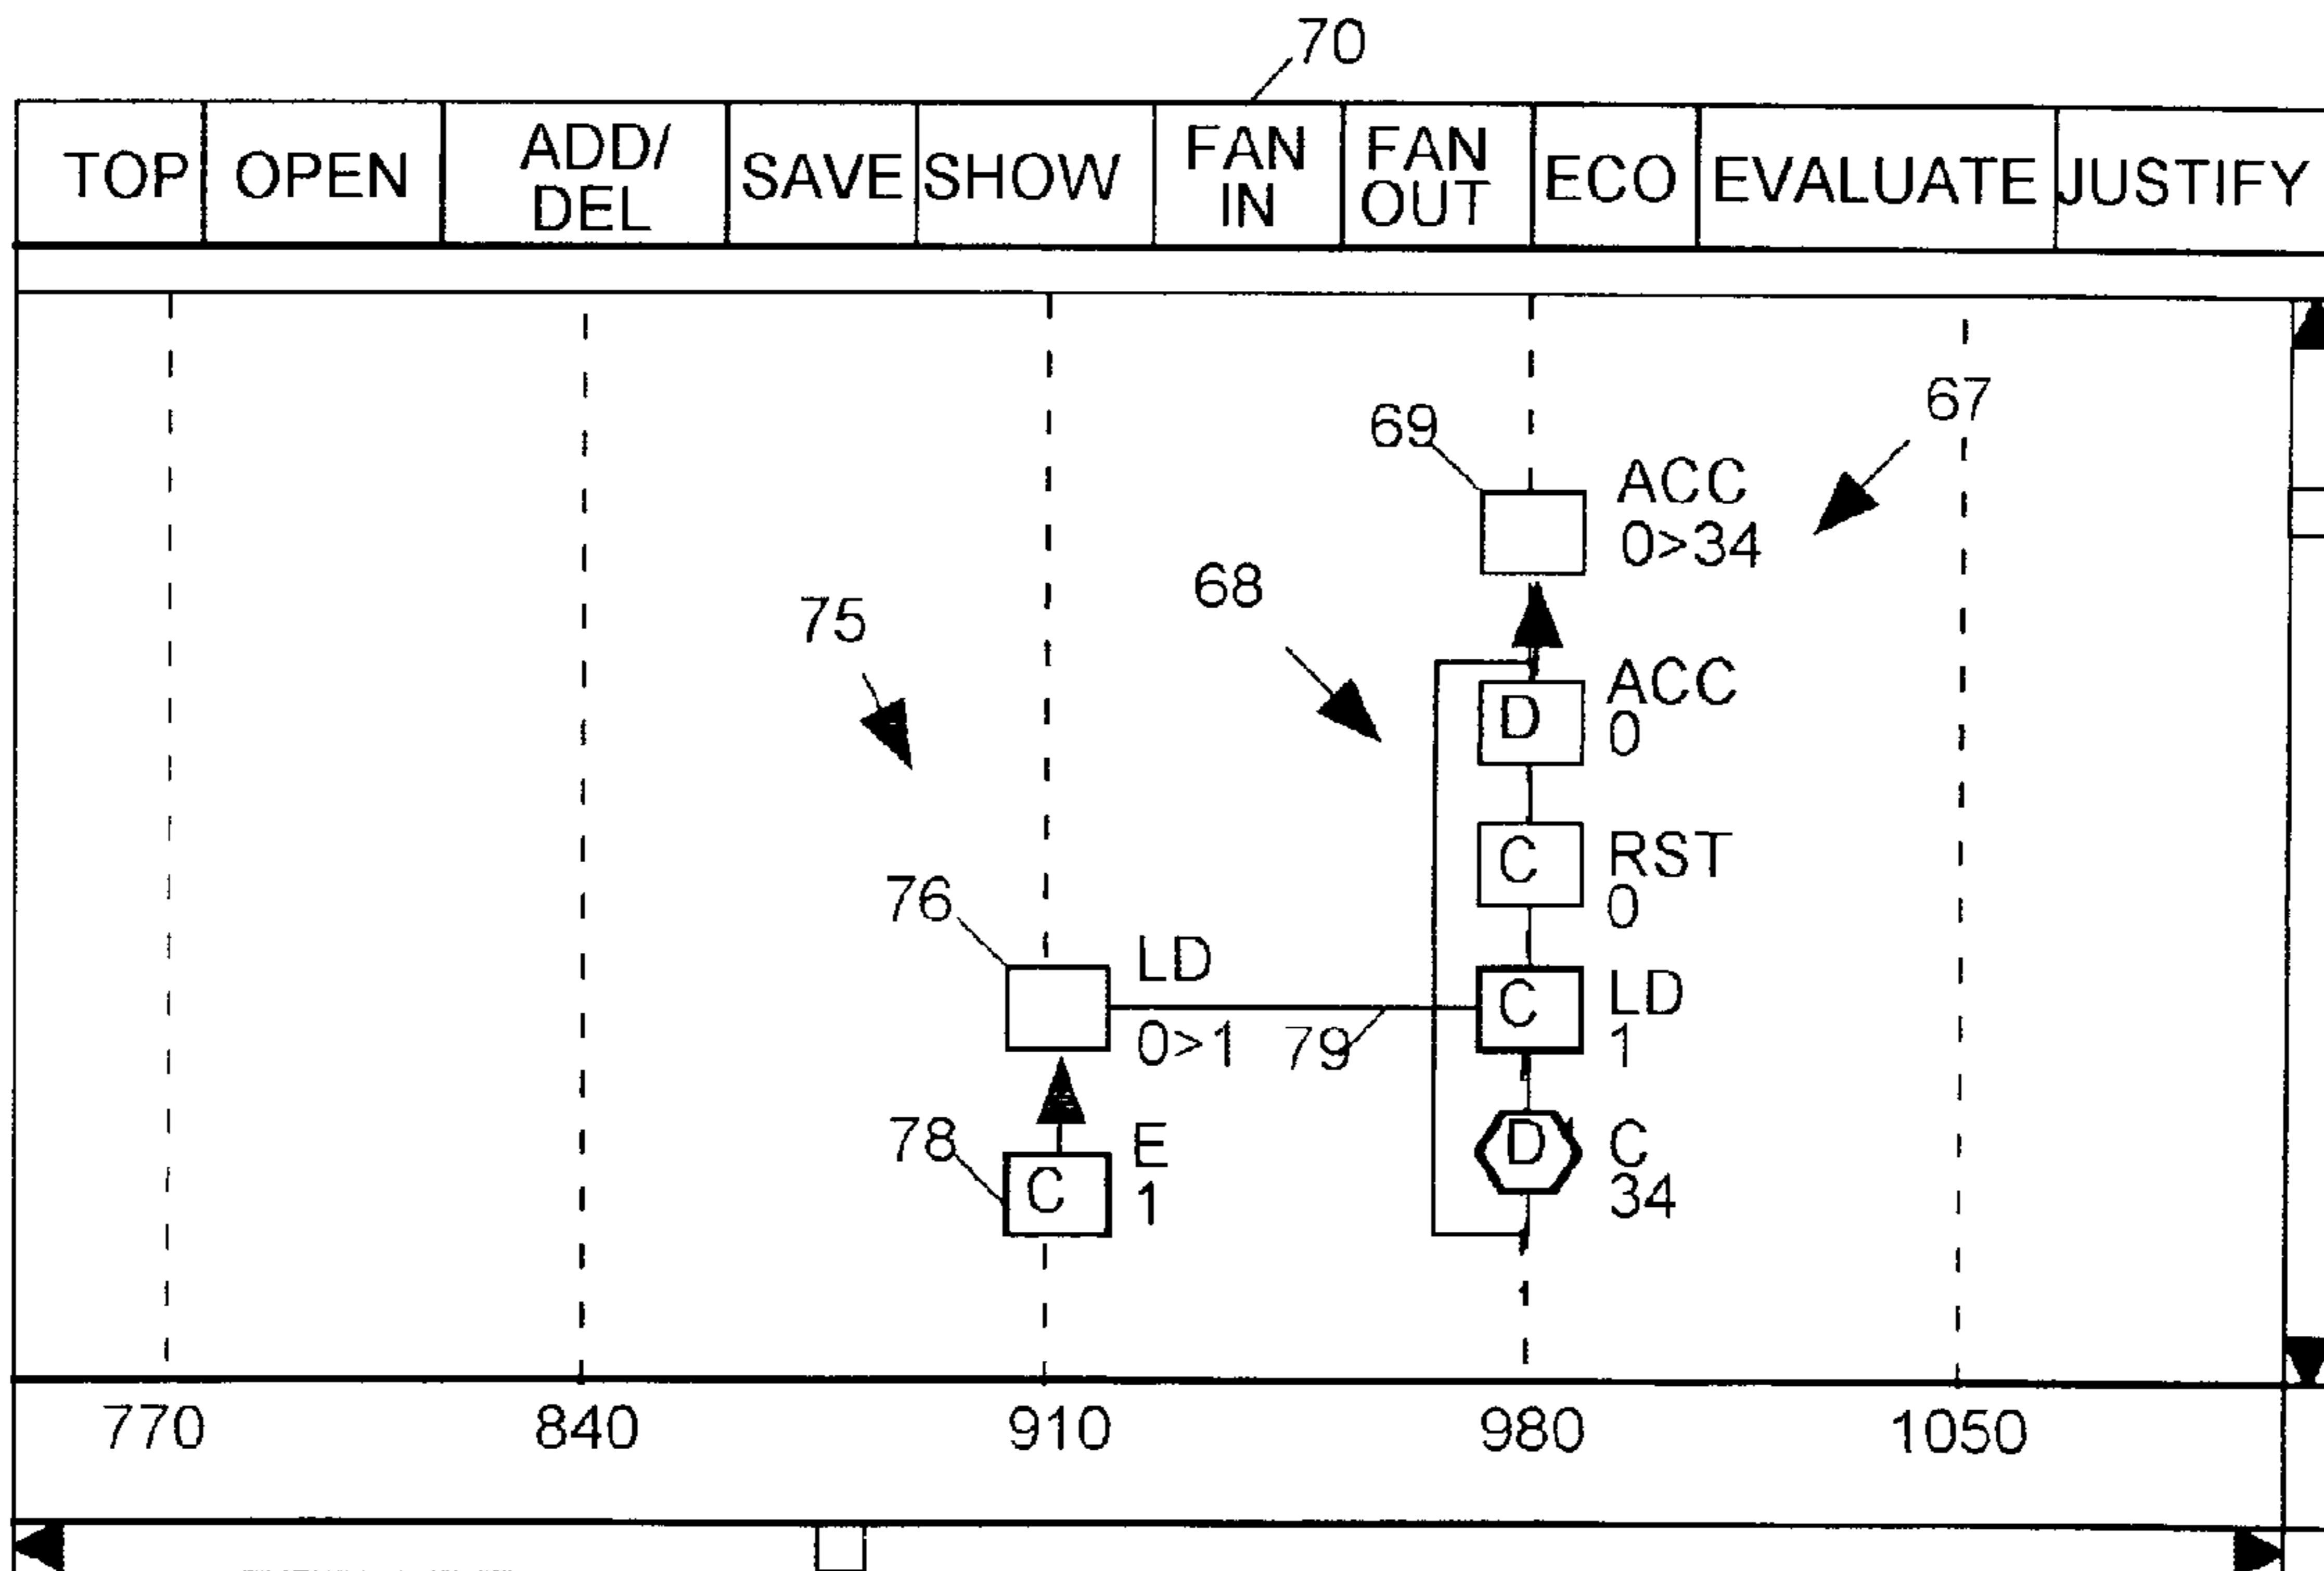 70
TOP OPEN ADD/ DEL SAVE SHOW FAN IN FAN OUT ECO EVALUATE JUSTIFY
67
69
ACC
0>34
68
75
D ACC
0
C RST
0
76
LD
0>1
79
C LD
1
78
C E
1
D C
34
770 840 910 980 1050